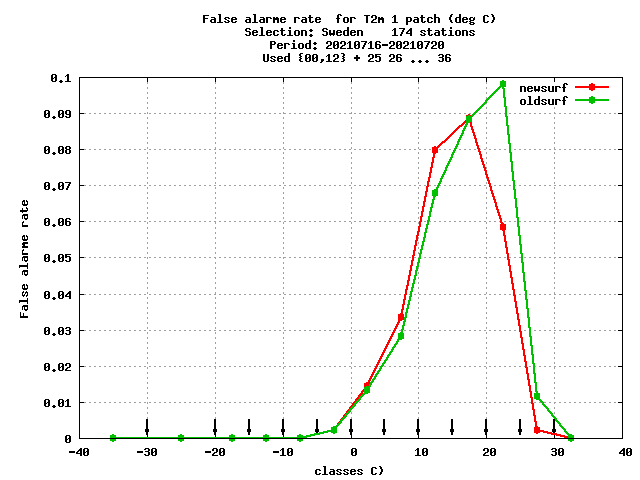 False alarme rate  for T2m 1 patch (deg C)
Selection: Sweden    174 stations
Period: 20210716-20210720
Used {00,12} + 25 26 ... 36
newsurf
oldsurf
False alarme rate
0.1
0.09
0.08
0.07
0.06
0.05
0.04
0.03
0.02
0.01
0
-40 -30 -20 -10 0 10 20 30 40
classes C)